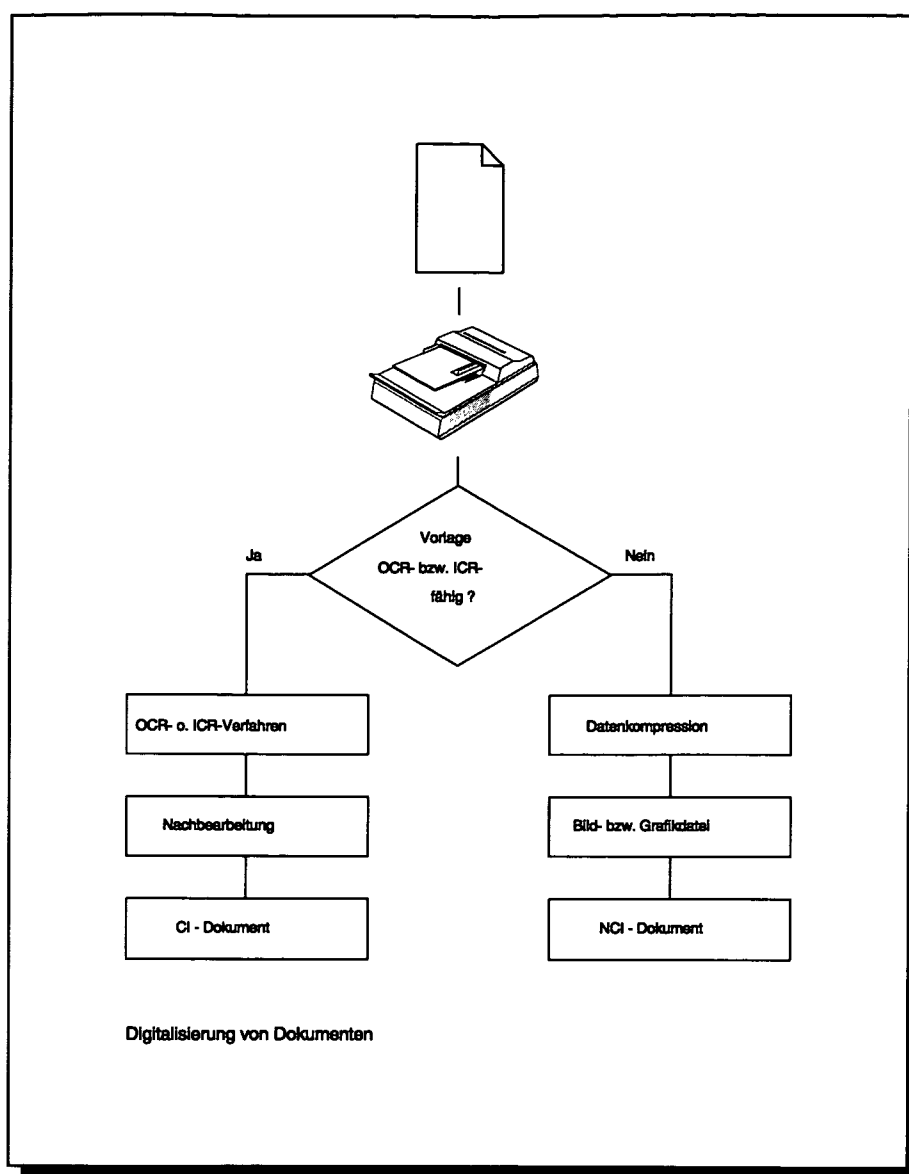 Vorlage
OCR- bzw. ICR-
fähig ?
Ja
Nein
OCR- o. ICR-Verfahren
Nachbearbeitung
CI - Dokument
Datenkompression
Bild- bzw. Grafikdatei
NCI - Dokument
Digitalisierung von Dokumenten